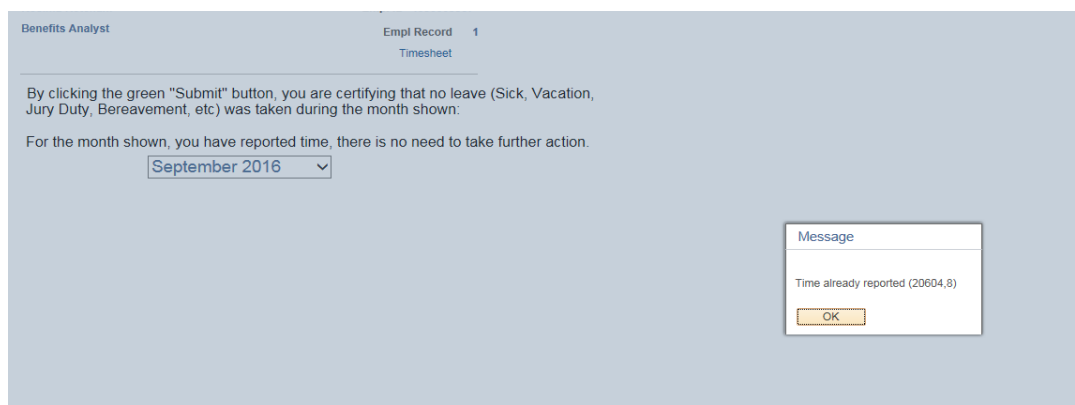 Benefits Analyst
Empl Record 1
Timesheet
By clicking the green "Submit" button, you are certifying that no leave (Sick, Vacation,
Jury Duty, Bereavement, etc) was taken during the month shown:
For the month shown, you have reported time, there is no need to take further action.
September 2016
Message
Time already reported (20604,8)
OK